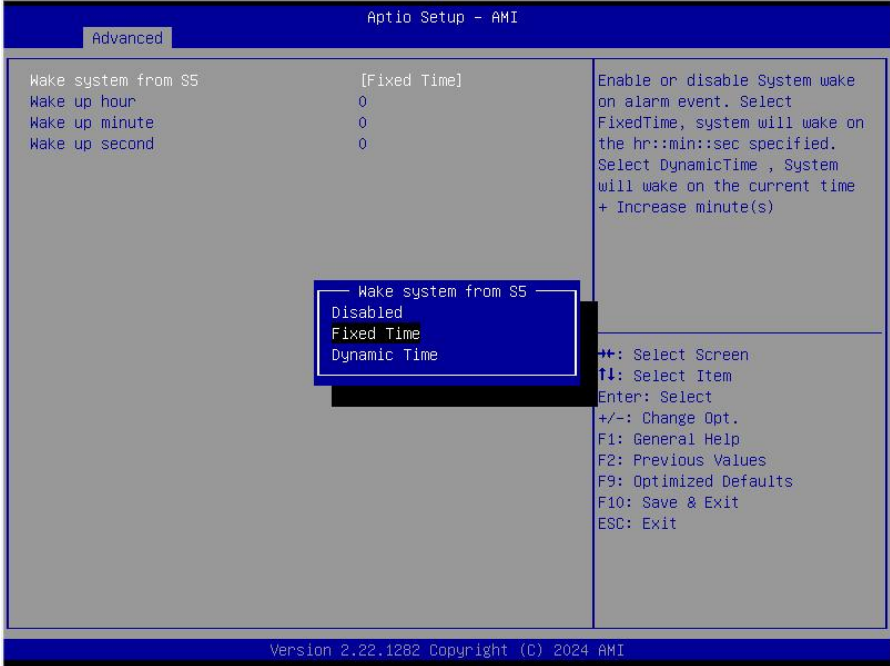 Aptio Setup – AMI
Advanced
Wake system from S5 [Fixed Time]
Wake up hour 0
Wake up minute 0
Wake up second 0
Enable or disable System wake
on alarm event. Select
FixedTime, system will wake on
the hr::min::sec specified.
Select DynamicTime , System
will wake on the current time
+ Increase minute(s)
Wake system from S5
Disabled
Fixed Time
Dynamic Time
→←: Select Screen
↑↓: Select Item
Enter: Select
+/-: Change Opt.
F1: General Help
F2: Previous Values
F9: Optimized Defaults
F10: Save & Exit
ESC: Exit
Version 2.22.1282 Copyright (C) 2024 AMI